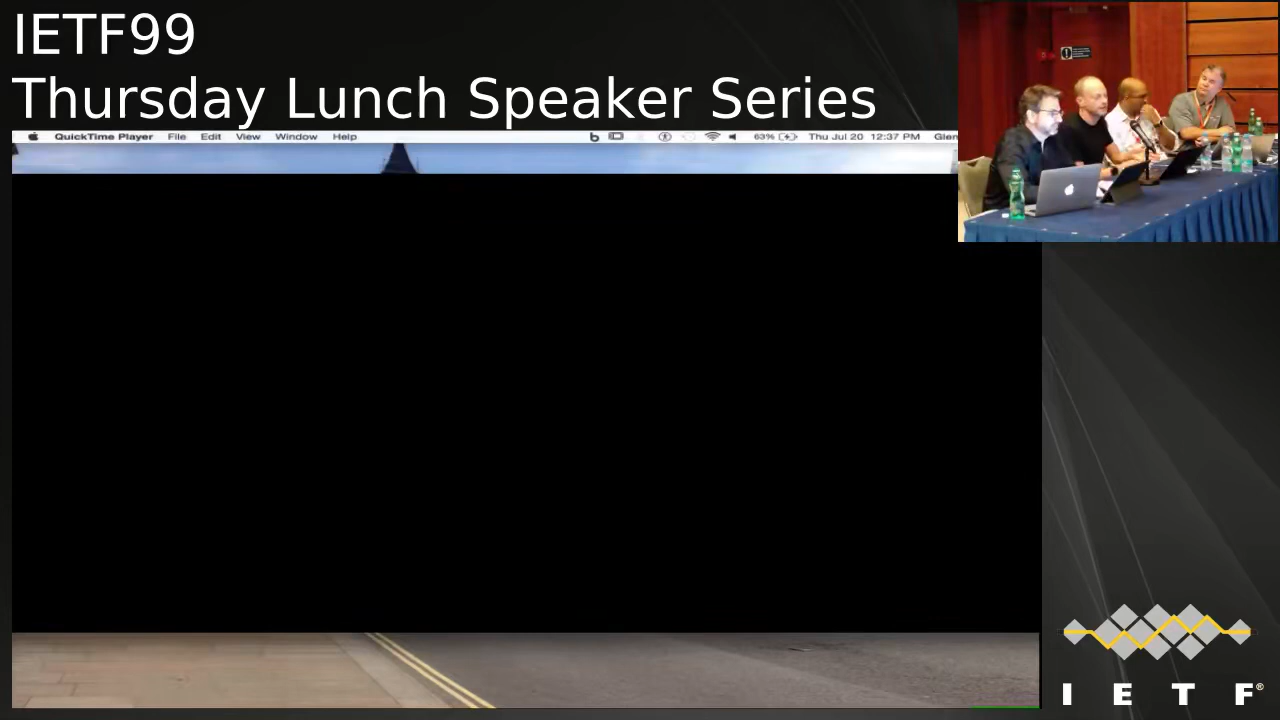 IETF99
Thursday Lunch Speaker Series
QuickTime Player File Edit View Window Help 63% Thu Jul 20 12:37 PM Glen
I E T F®